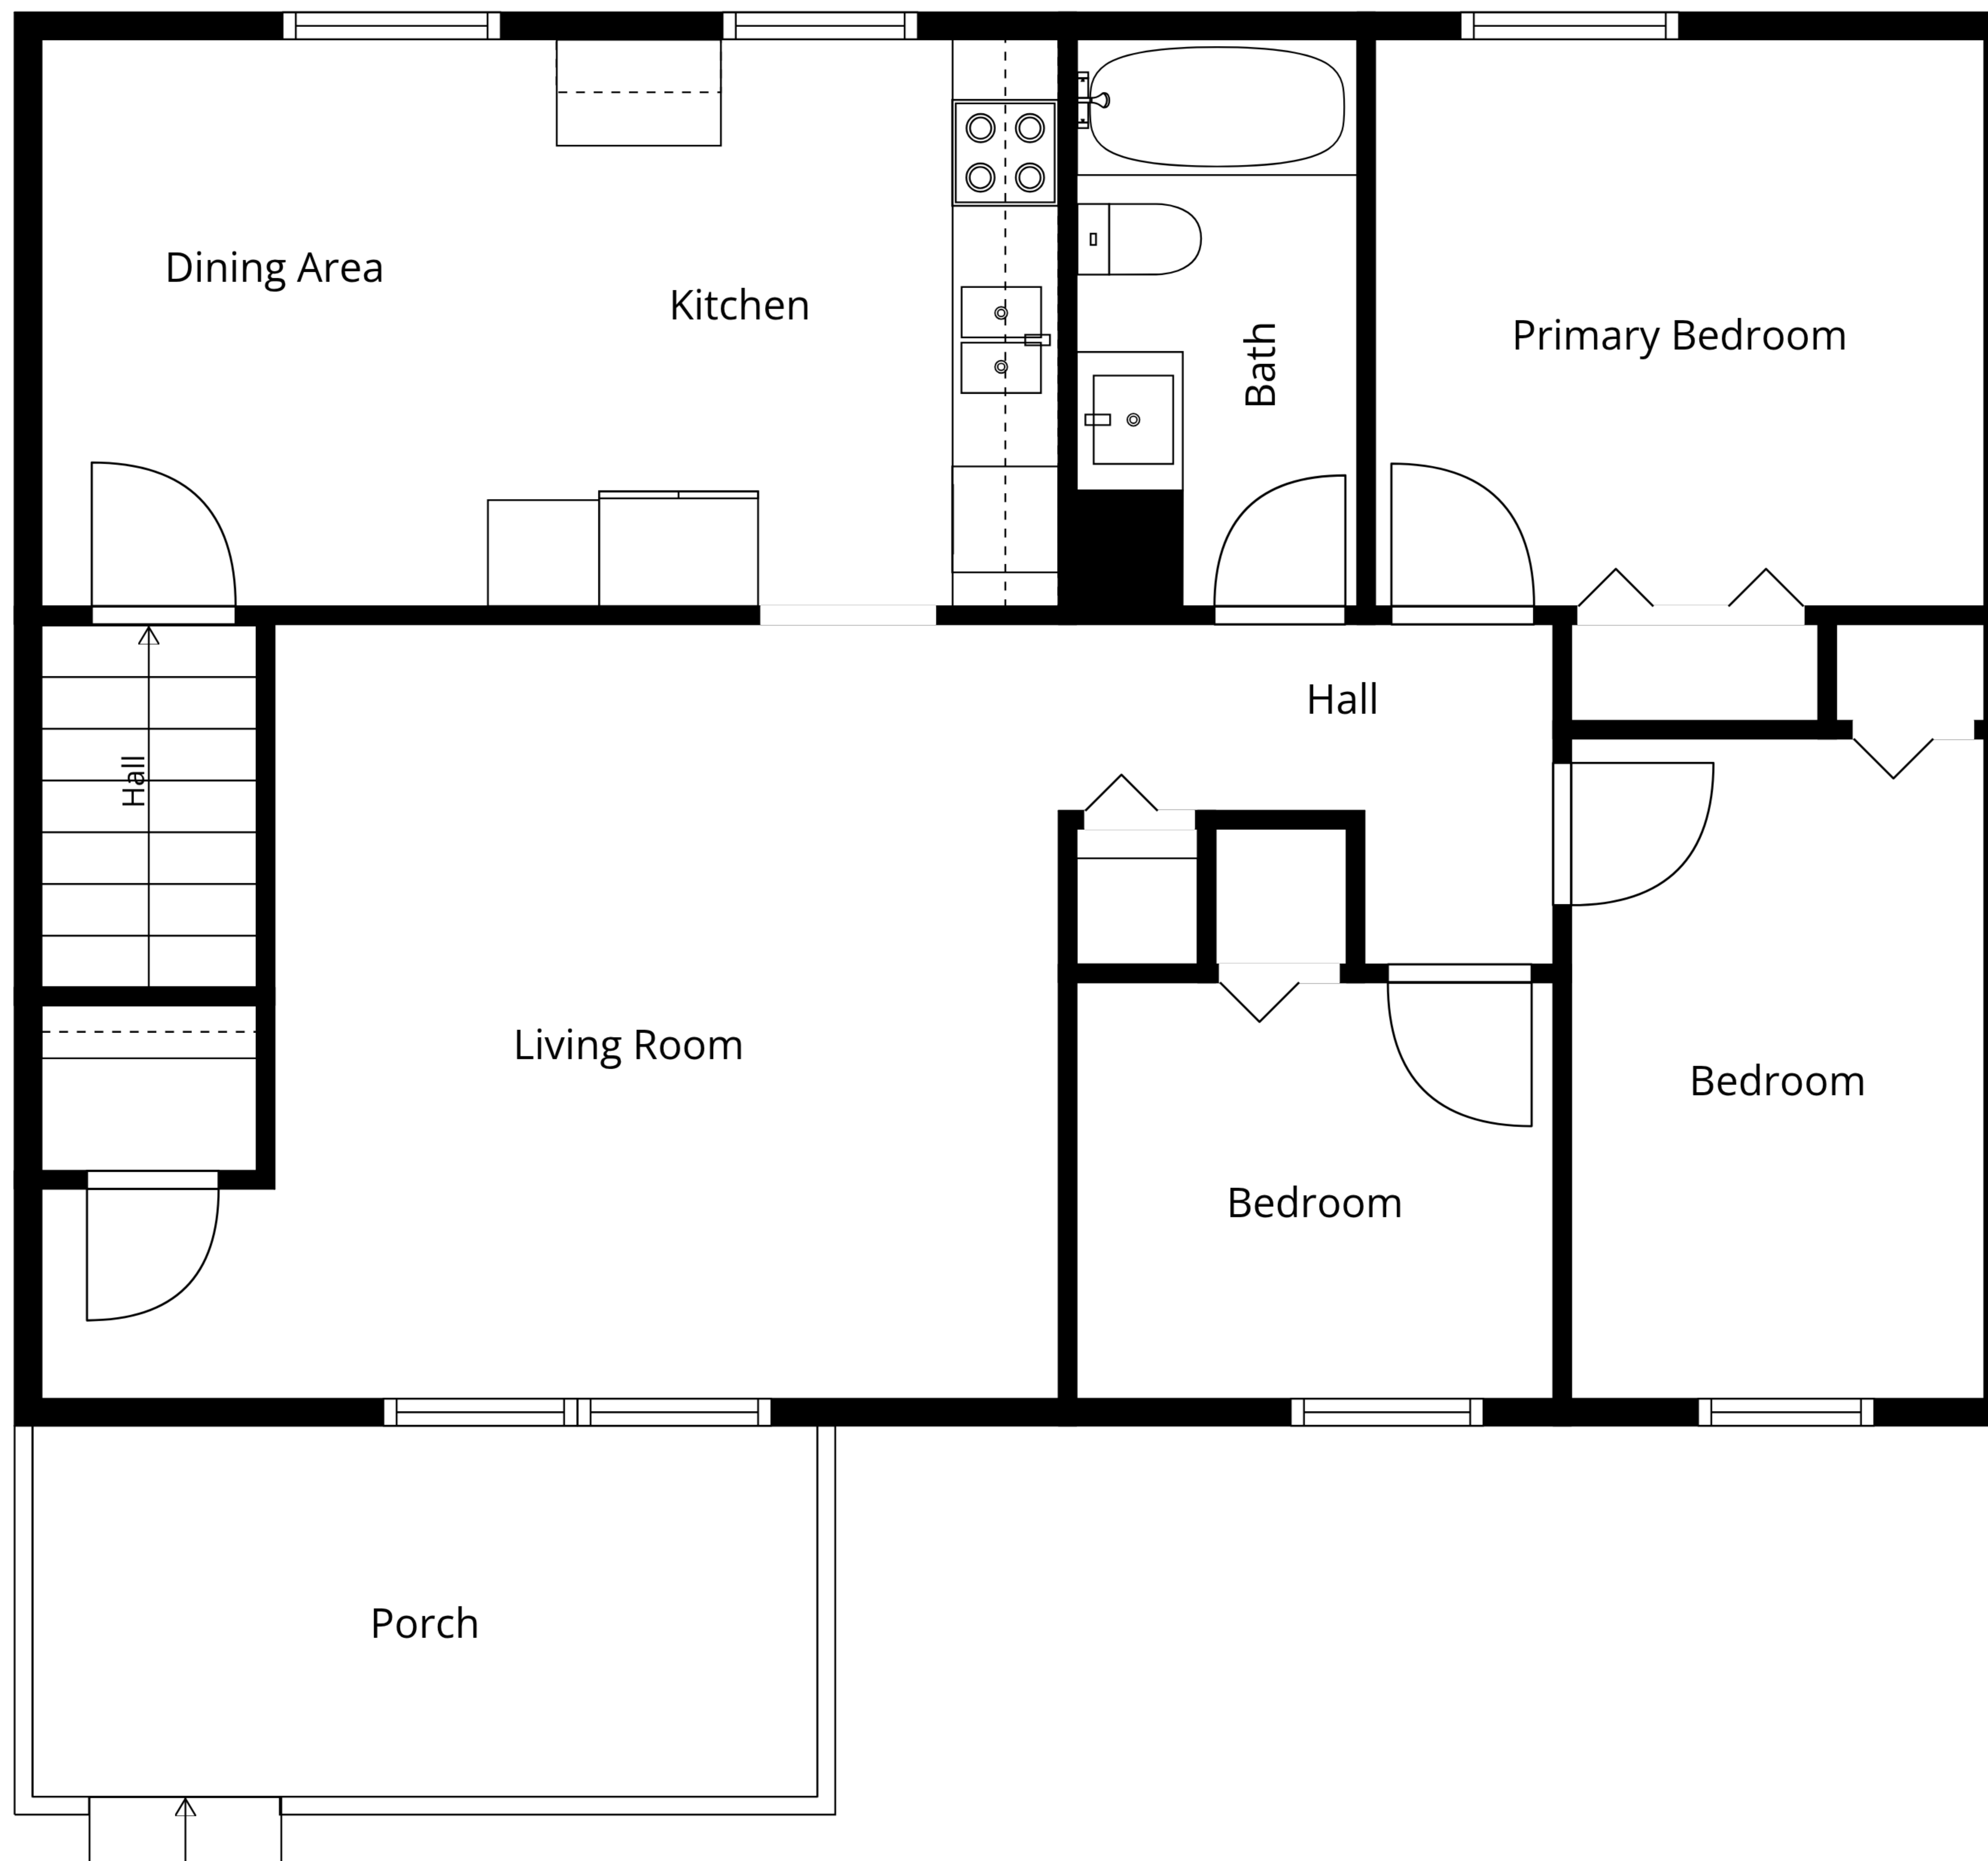 Dining Area
Kitchen
Bath
Primary Bedroom
Hall
Hall
Living Room
Bedroom
Bedroom
Porch